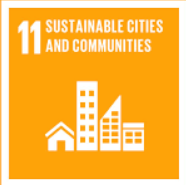 11 SUSTAINABLE CITIES
AND COMMUNITIES